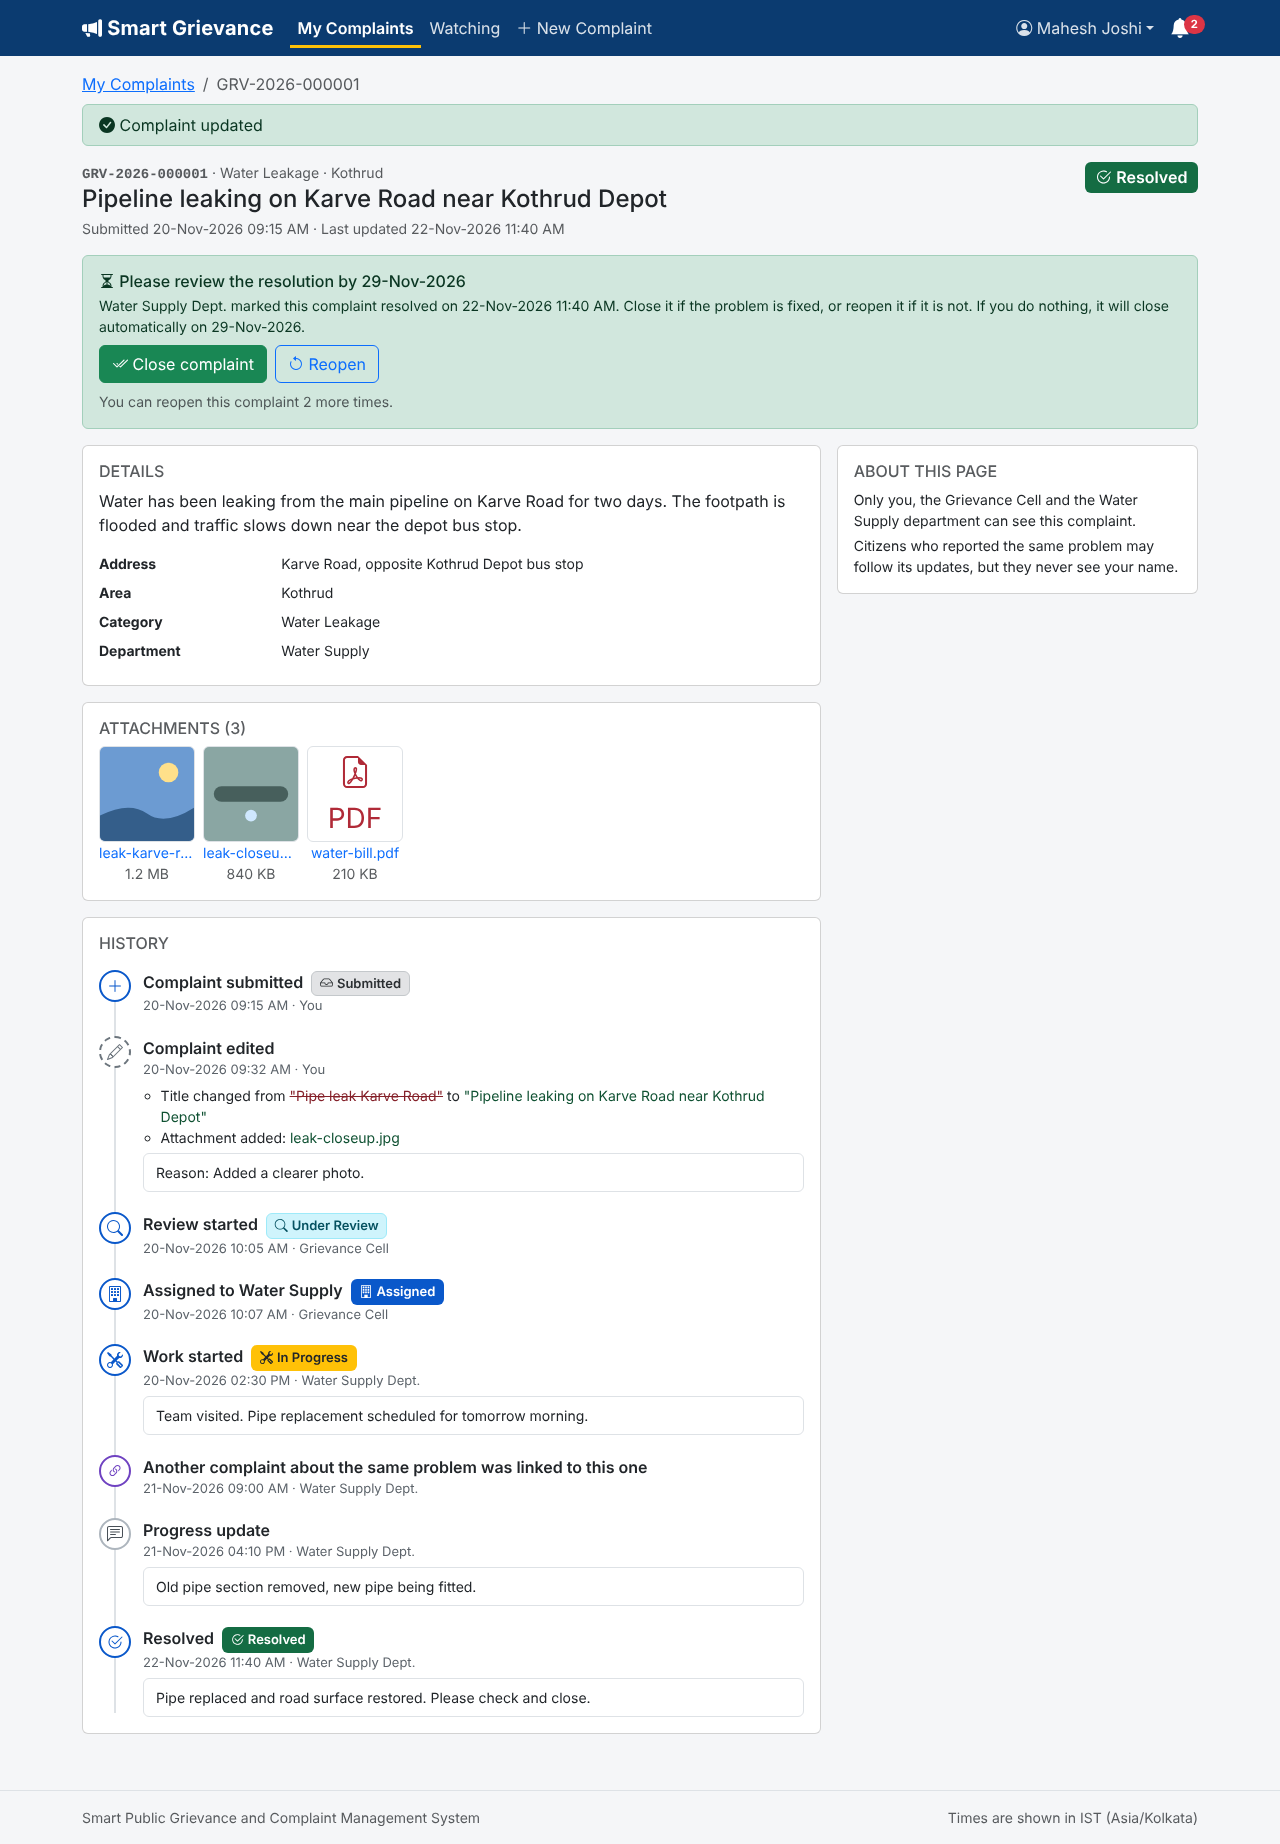 Smart Grievance My Complaints Watching New Complaint Mahesh Joshi 2
My Complaints / GRV-2026-000001
Complaint updated
GRV-2026-000001 · Water Leakage · Kothrud
Resolved
Pipeline leaking on Karve Road near Kothrud Depot
Submitted 20-Nov-2026 09:15 AM · Last updated 22-Nov-2026 11:40 AM
Please review the resolution by 29-Nov-2026
Water Supply Dept. marked this complaint resolved on 22-Nov-2026 11:40 AM. Close it if the problem is fixed, or reopen it if it is not. If you do nothing, it will close
automatically on 29-Nov-2026.
Close complaint Reopen
You can reopen this complaint 2 more times.
DETAILS
Water has been leaking from the main pipeline on Karve Road for two days. The footpath is
flooded and traffic slows down near the depot bus stop.
Address Karve Road, opposite Kothrud Depot bus stop
Area Kothrud
Category Water Leakage
Department Water Supply
ABOUT THIS PAGE
Only you, the Grievance Cell and the Water
Supply department can see this complaint.
Citizens who reported the same problem may
follow its updates, but they never see your name.
ATTACHMENTS (3)
PDF
leak-karve-r... leak-closeu... water-bill.pdf
1.2 MB 840 KB 210 KB
HISTORY
Complaint submitted Submitted
20-Nov-2026 09:15 AM · You
Complaint edited
20-Nov-2026 09:32 AM · You
Title changed from "Pipe leak Karve Road" to "Pipeline leaking on Karve Road near Kothrud
Depot"
Attachment added: leak-closeup.jpg
Reason: Added a clearer photo.
Review started Under Review
20-Nov-2026 10:05 AM · Grievance Cell
Assigned to Water Supply Assigned
20-Nov-2026 10:07 AM · Grievance Cell
Work started In Progress
20-Nov-2026 02:30 PM · Water Supply Dept.
Team visited. Pipe replacement scheduled for tomorrow morning.
Another complaint about the same problem was linked to this one
21-Nov-2026 09:00 AM · Water Supply Dept.
Progress update
21-Nov-2026 04:10 PM · Water Supply Dept.
Old pipe section removed, new pipe being fitted.
Resolved Resolved
22-Nov-2026 11:40 AM · Water Supply Dept.
Pipe replaced and road surface restored. Please check and close.
Smart Public Grievance and Complaint Management System Times are shown in IST (Asia/Kolkata)